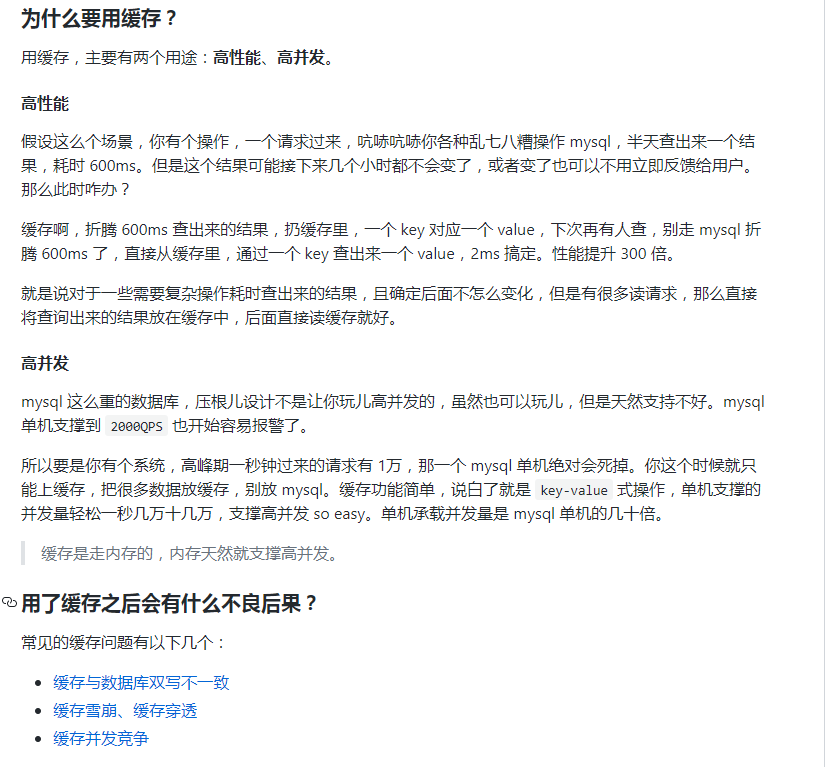 为什么要用缓存？
用缓存，主要有两个用途：高性能、高并发。
高性能
假设这么个场景，你有个操作，一个请求过来，吭哧吭哧你各种乱七八糟操作 mysql，半天查出来一个结
果，耗时 600ms。但是这个结果可能接下来几个小时都不会变了，或者变了也可以不用立即反馈给用户。
那么此时咋办？
缓存啊，折腾 600ms 查出来的结果，扔缓存里，一个 key 对应一个 value，下次再有人查，别走 mysql 折
腾 600ms 了，直接从缓存里，通过一个 key 查出来一个 value，2ms 搞定。性能提升 300 倍。
就是说对于一些需要复杂操作耗时查出来的结果，且确定后面不怎么变化，但是有很多读请求，那么直接
将查询出来的结果放在缓存中，后面直接读缓存就好。
高并发
mysql 这么重的数据库，压根儿设计不是让你玩儿高并发的，虽然也可以玩儿，但是天然支持不好。mysql
单机支撑到 2000QPS 也开始容易报警了。
所以要是你有个系统，高峰期一秒钟过来的请求有 1万，那一个 mysql 单机绝对会死掉。你这个时候就只
能上缓存，把很多数据放缓存，别放 mysql。缓存功能简单，说白了就是 key-value 式操作，单机支撑的
并发量轻松一秒几万十几万，支撑高并发 so easy。单机承载并发量是 mysql 单机的几十倍。
缓存是走内存的，内存天然就支撑高并发。
用了缓存之后会有什么不良后果？
常见的缓存问题有以下几个：
缓存与数据库双写不一致
缓存雪崩、缓存穿透
缓存并发竞争